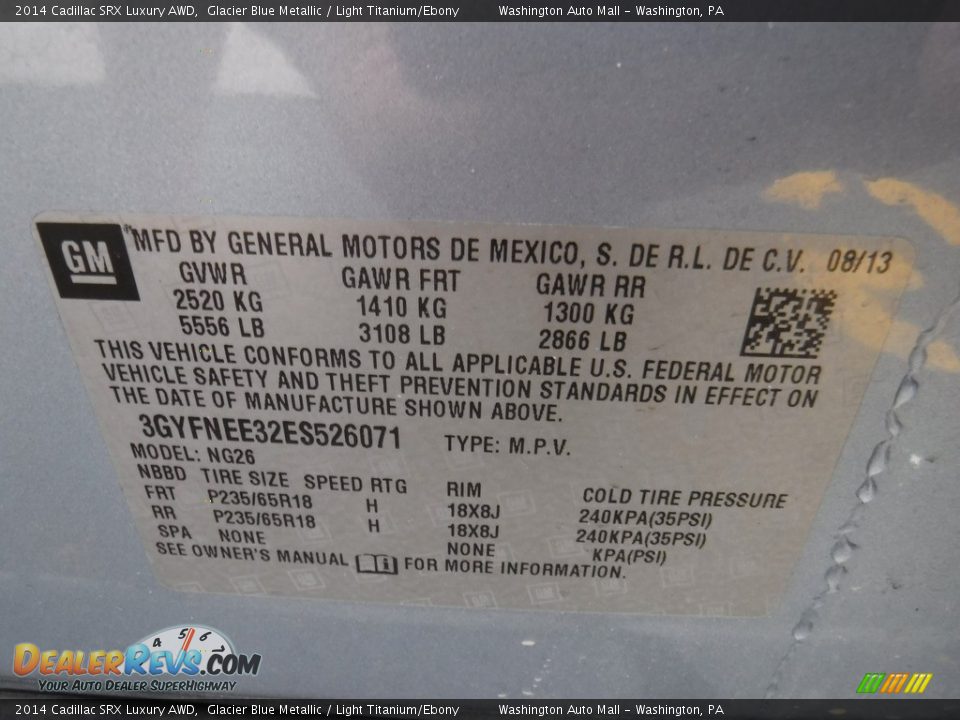 2014 Cadillac SRX Luxury AWD, Glacier Blue Metallic / Light Titanium/Ebony Washington Auto Mall - Washington, PA
GM MFD BY GENERAL MOTORS DE MEXICO, S. DE R.L. DE C.V. 08/13
GVWR GAWR FRT GAWR RR
2520 KG 1410 KG 1300 KG
5556 LB 3108 LB 2866 LB
THIS VEHICLE CONFORMS TO ALL APPLICABLE U.S. FEDERAL MOTOR
VEHICLE SAFETY AND THEFT PREVENTION STANDARDS IN EFFECT ON
THE DATE OF MANUFACTURE SHOWN ABOVE.
3GYFNEE32ES526071 TYPE: M.P.V.
MODEL: NG26
NBBD TIRE SIZE SPEED RTG RIM COLD TIRE PRESSURE
FRT P235/65R18 H 18X8J 240KPA(35PSI)
RR P235/65R18 H 18X8J 240KPA(35PSI)
SPA NONE NONE KPA(PSI)
SEE OWNER'S MANUAL FOR MORE INFORMATION.
4 5 6 7
DealerRevs.com
Your Auto Dealer SuperHighway
2014 Cadillac SRX Luxury AWD, Glacier Blue Metallic / Light Titanium/Ebony Washington Auto Mall - Washington, PA